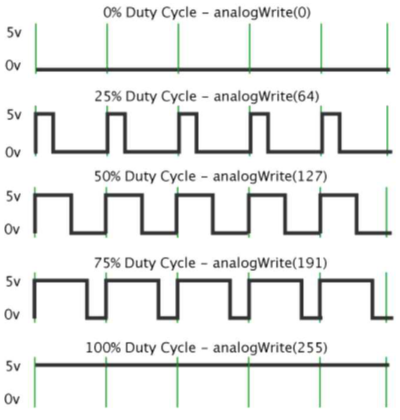 0% Duty Cycle – analogWrite(0)
5v
0v
25% Duty Cycle – analogWrite(64)
5v
0v
50% Duty Cycle – analogWrite(127)
5v
0v
75% Duty Cycle – analogWrite(191)
5v
0v
100% Duty Cycle – analogWrite(255)
5v
0v